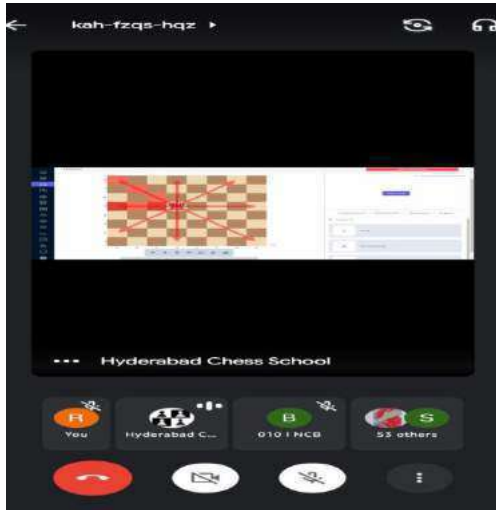 kah-fzqs-hqz
Hyderabad Chess School
R
You
Hyderabad C...
B
010 I NCB
S
53 others